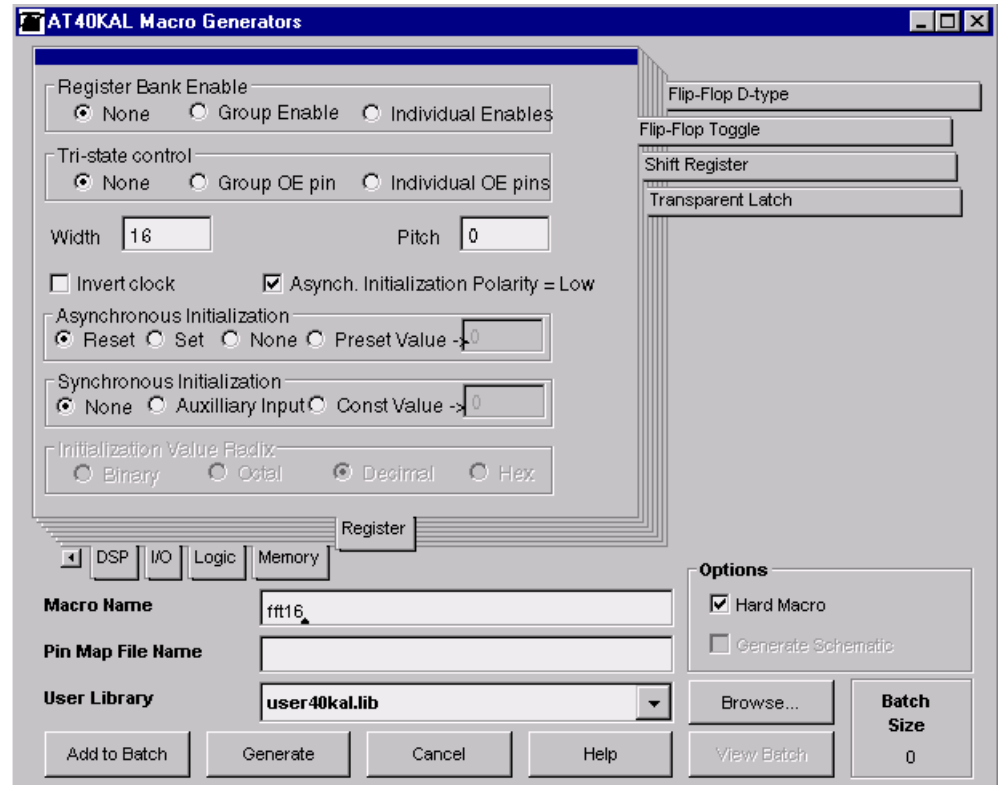 AT40KAL Macro Generators
Register Bank Enable
None Group Enable Individual Enables
Tri-state control
None Group OE pin Individual OE pins
Width 16 Pitch 0
Invert clock Asynch. Initialization Polarity = Low
Asynchronous Initialization
Reset Set None Preset Value -> 0
Synchronous Initialization
None Auxilliary Input Const Value -> 0
Initialization Value Radix
Binary Octal Decimal Hex
Flip-Flop D-type
Flip-Flop Toggle
Shift Register
Transparent Latch
Register
DSP I/O Logic Memory
Macro Name fft16
Pin Map File Name
User Library user40kal.lib
Options
Hard Macro
Generate Schematic
Browse...
Batch
Size
0
Add to Batch Generate Cancel Help View Batch